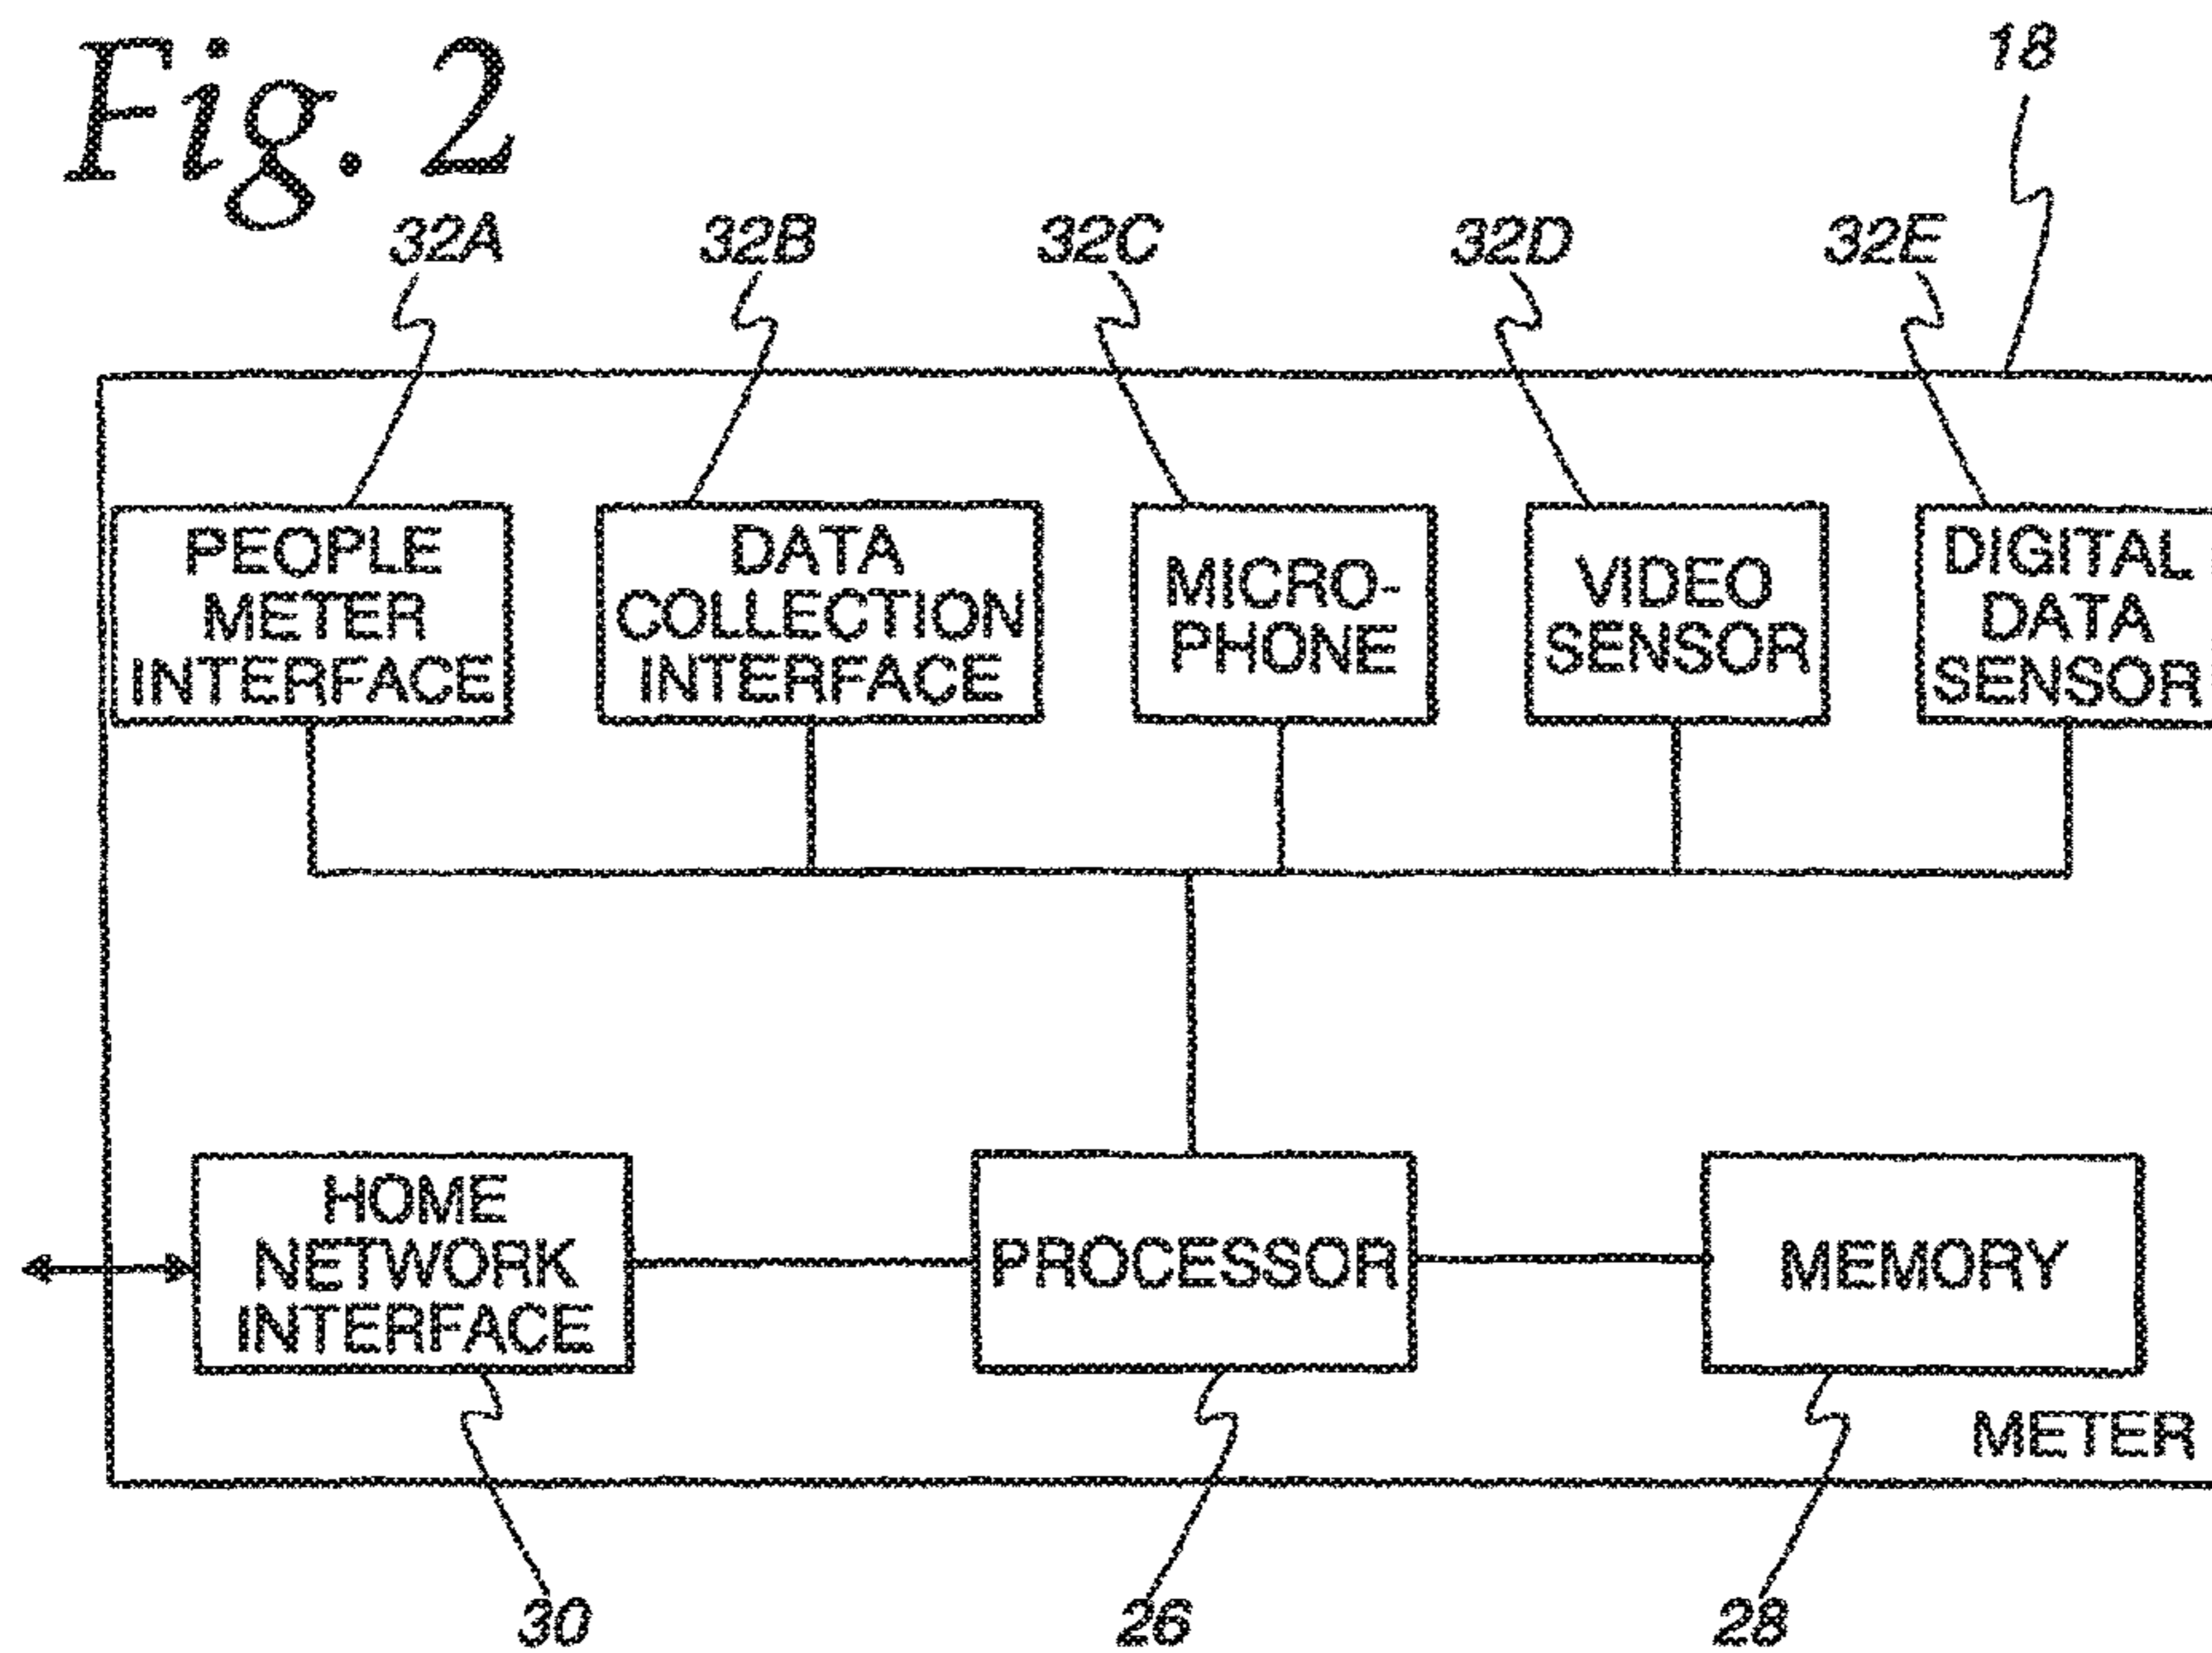 Fig. 2
18
32A 32B 32C 32D 32E
PEOPLE
METER
INTERFACE
DATA
COLLECTION
INTERFACE
MICRO-
PHONE
VIDEO
SENSOR
DIGITAL
DATA
SENSOR
HOME
NETWORK
INTERFACE
PROCESSOR
MEMORY
METER
30 26 28